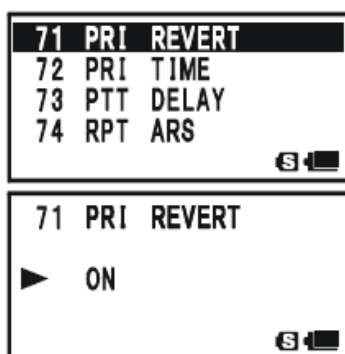 71 PRI REVERT
72 PRI TIME
73 PTT DELAY
74 RPT ARS
S
71 PRI REVERT
▶ ON
S